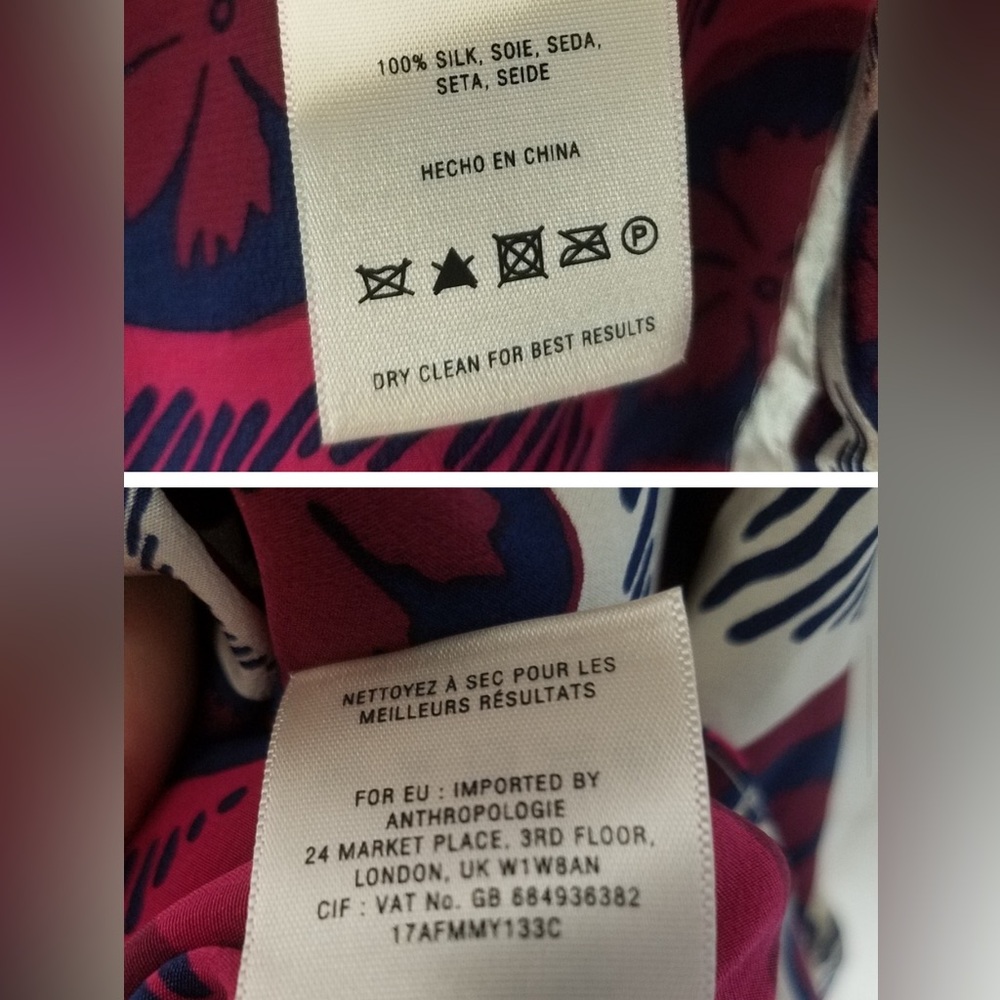 100% SILK, SOIE, SEDA,
SETA, SEIDE
HECHO EN CHINA
P
DRY CLEAN FOR BEST RESULTS
NETTOYEZ À SEC POUR LES
MEILLEURS RÉSULTATS
FOR EU : IMPORTED BY
ANTHROPOLOGIE
24 MARKET PLACE, 3RD FLOOR,
LONDON, UK W1W8AN
CIF : VAT No. GB 684936382
17AFMMY133C